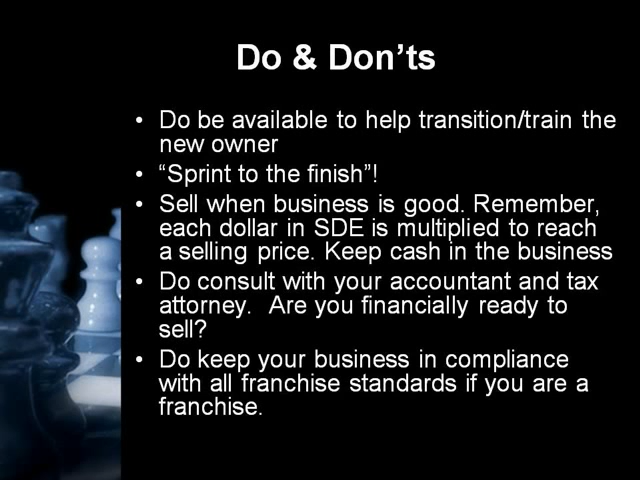 Do & Don’ts
• Do be available to help transition/train the
new owner
• “Sprint to the finish”!
• Sell when business is good. Remember,
each dollar in SDE is multiplied to reach
a selling price. Keep cash in the business
• Do consult with your accountant and tax
attorney.  Are you financially ready to
sell?
• Do keep your business in compliance
with all franchise standards if you are a
franchise.